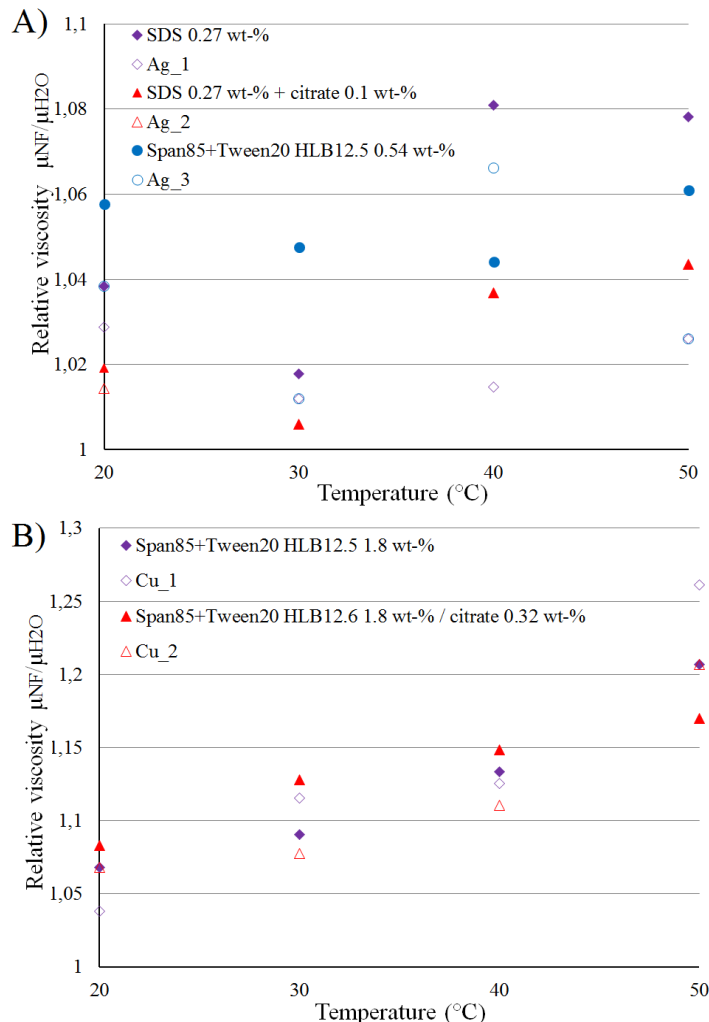 A)
1,1
SDS 0.27 wt-%
Ag_1
1,08
SDS 0.27 wt-% + citrate 0.1 wt-%
Ag_2
Span85+Tween20 HLB12.5 0.54 wt-%
Ag_3
1,06
1,04
1,02
1
Relative viscosity µNF/µH2O
20
30
40
50
Temperature (°C)
B)
1,3
Span85+Tween20 HLB12.5 1.8 wt-%
Cu_1
1,25
Span85+Tween20 HLB12.6 1.8 wt-% / citrate 0.32 wt-%
Cu_2
1,2
1,15
1,1
1,05
1
Relative viscosity µNF/µH2O
20
30
40
50
Temperature (°C)